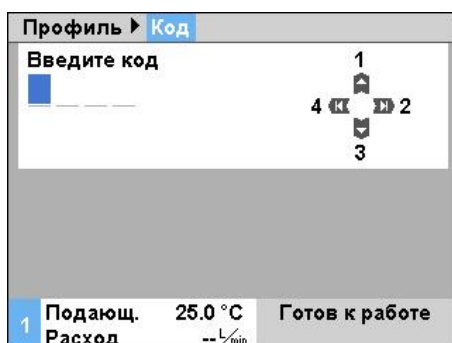 Профиль Код
Введите код
1
4 2
3
1 Подающ. 25.0 °C Готов к работе
Расход -- L/min